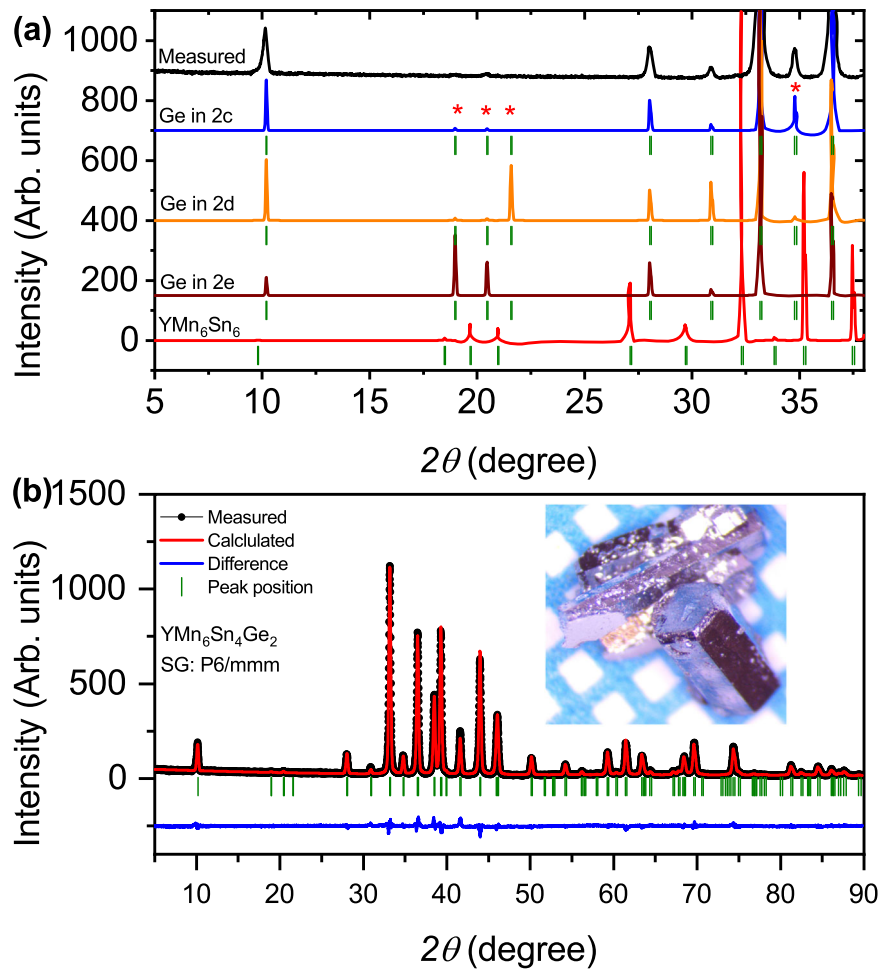 (a)
1000
800
600
400
200
0
Intensity (Arb. units)
Measured
* * * *
Ge in 2c
Ge in 2d
Ge in 2e
YMn6Sn6
5 10 15 20 25 30 35
2θ (degree)
(b)
1500
1000
500
0
Intensity (Arb. units)
Measured
Calclulated
Difference
Peak position
YMn6Sn4Ge2
SG: P6/mmm
10 20 30 40 50 60 70 80 90
2θ (degree)